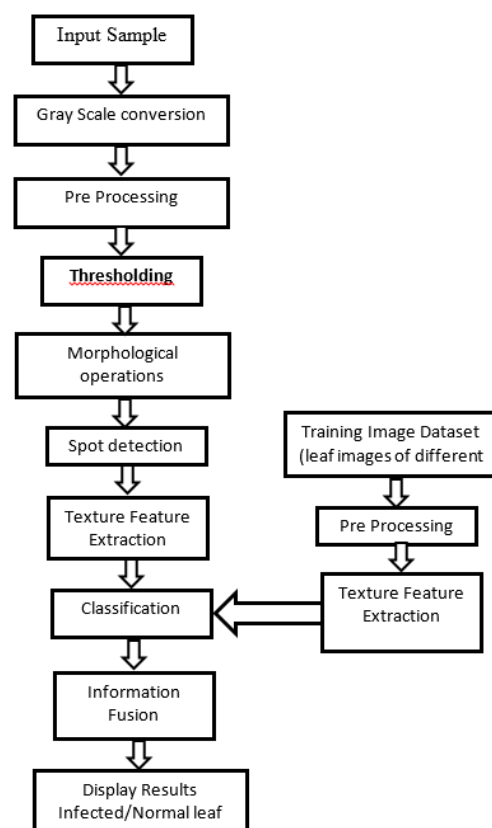 Input Sample
Gray Scale conversion
Pre Processing
Thresholding
Morphological
operations
Spot detection
Texture Feature
Extraction
Classification
Information
Fusion
Display Results
Infected/Normal leaf
Training Image Dataset
(leaf images of different
Pre Processing
Texture Feature
Extraction